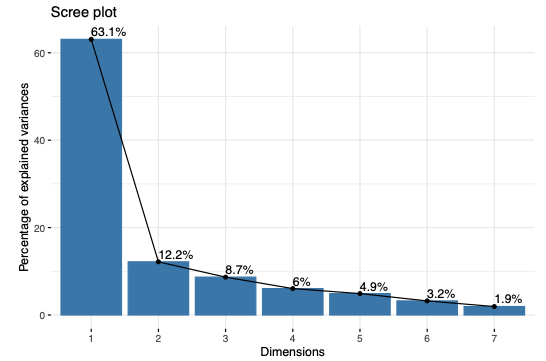 Scree plot
Percentage of explained variances
60
40
20
0
63.1%
12.2%
8.7%
6%
4.9%
3.2%
1.9%
1 2 3 4 5 6 7
Dimensions